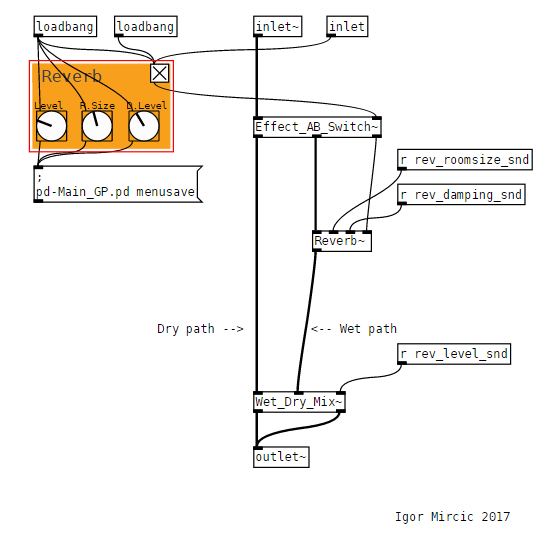 loadbang
loadbang
inlet~
inlet
Reverb
Level
R.Size
D.Level
Effect_AB_Switch~
;
pd-Main_GP.pd menusave
r rev_roomsize_snd
r rev_damping_snd
Reverb~
Dry path -->
<-- Wet path
r rev_level_snd
Wet_Dry_Mix~
outlet~
Igor Mircic 2017